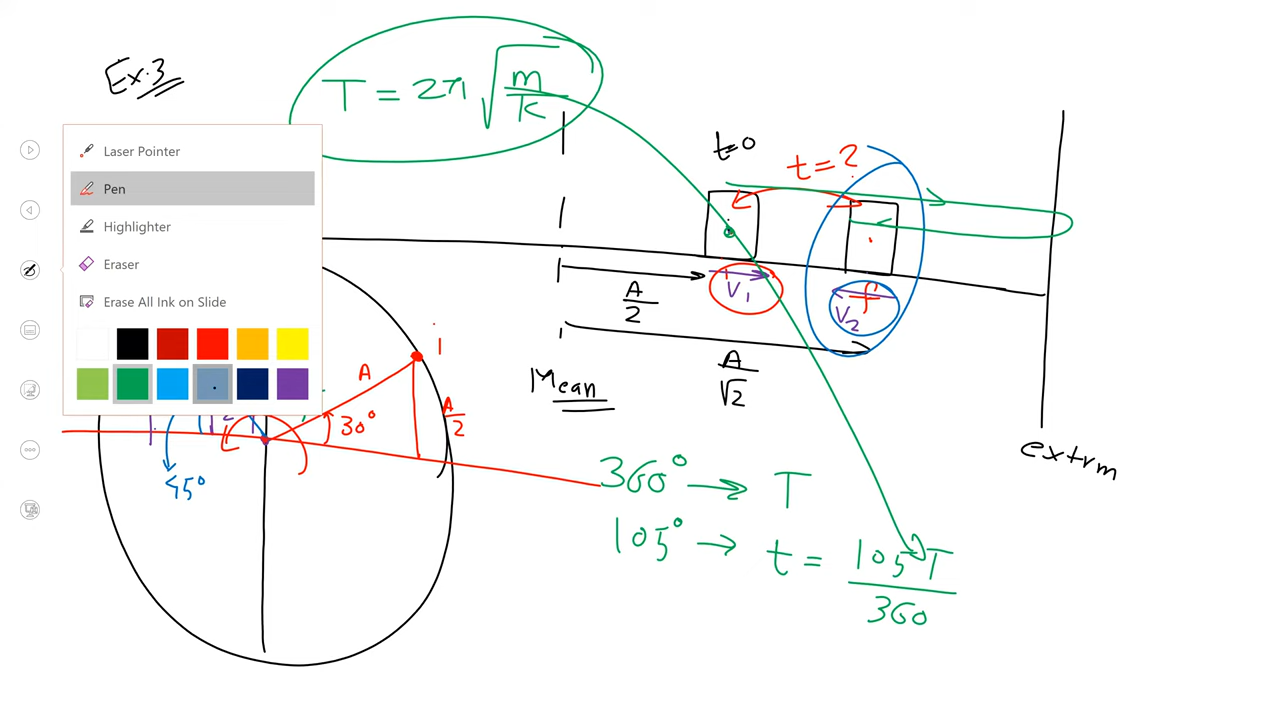 Ex.3
T = 2π √(m/k)
Laser Pointer
Pen
Highlighter
Eraser
Erase All Ink on Slide
t=0
t=?
V1
V2
f
A/2
A/√2
Mean
extrm
i
A
30°
A/2
45°
360° → T
105° → t = 105 T / 360